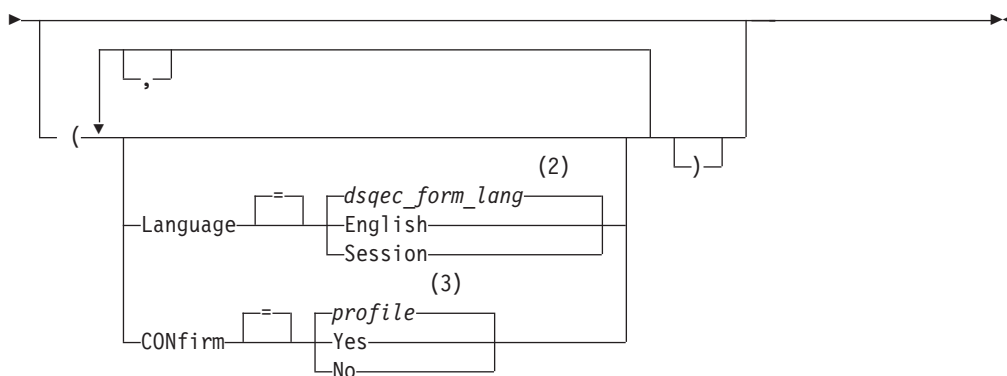 ,
(
)
(2)
Language = dsqec_form_lang
English
Session
(3)
CONfirm = profile
Yes
No